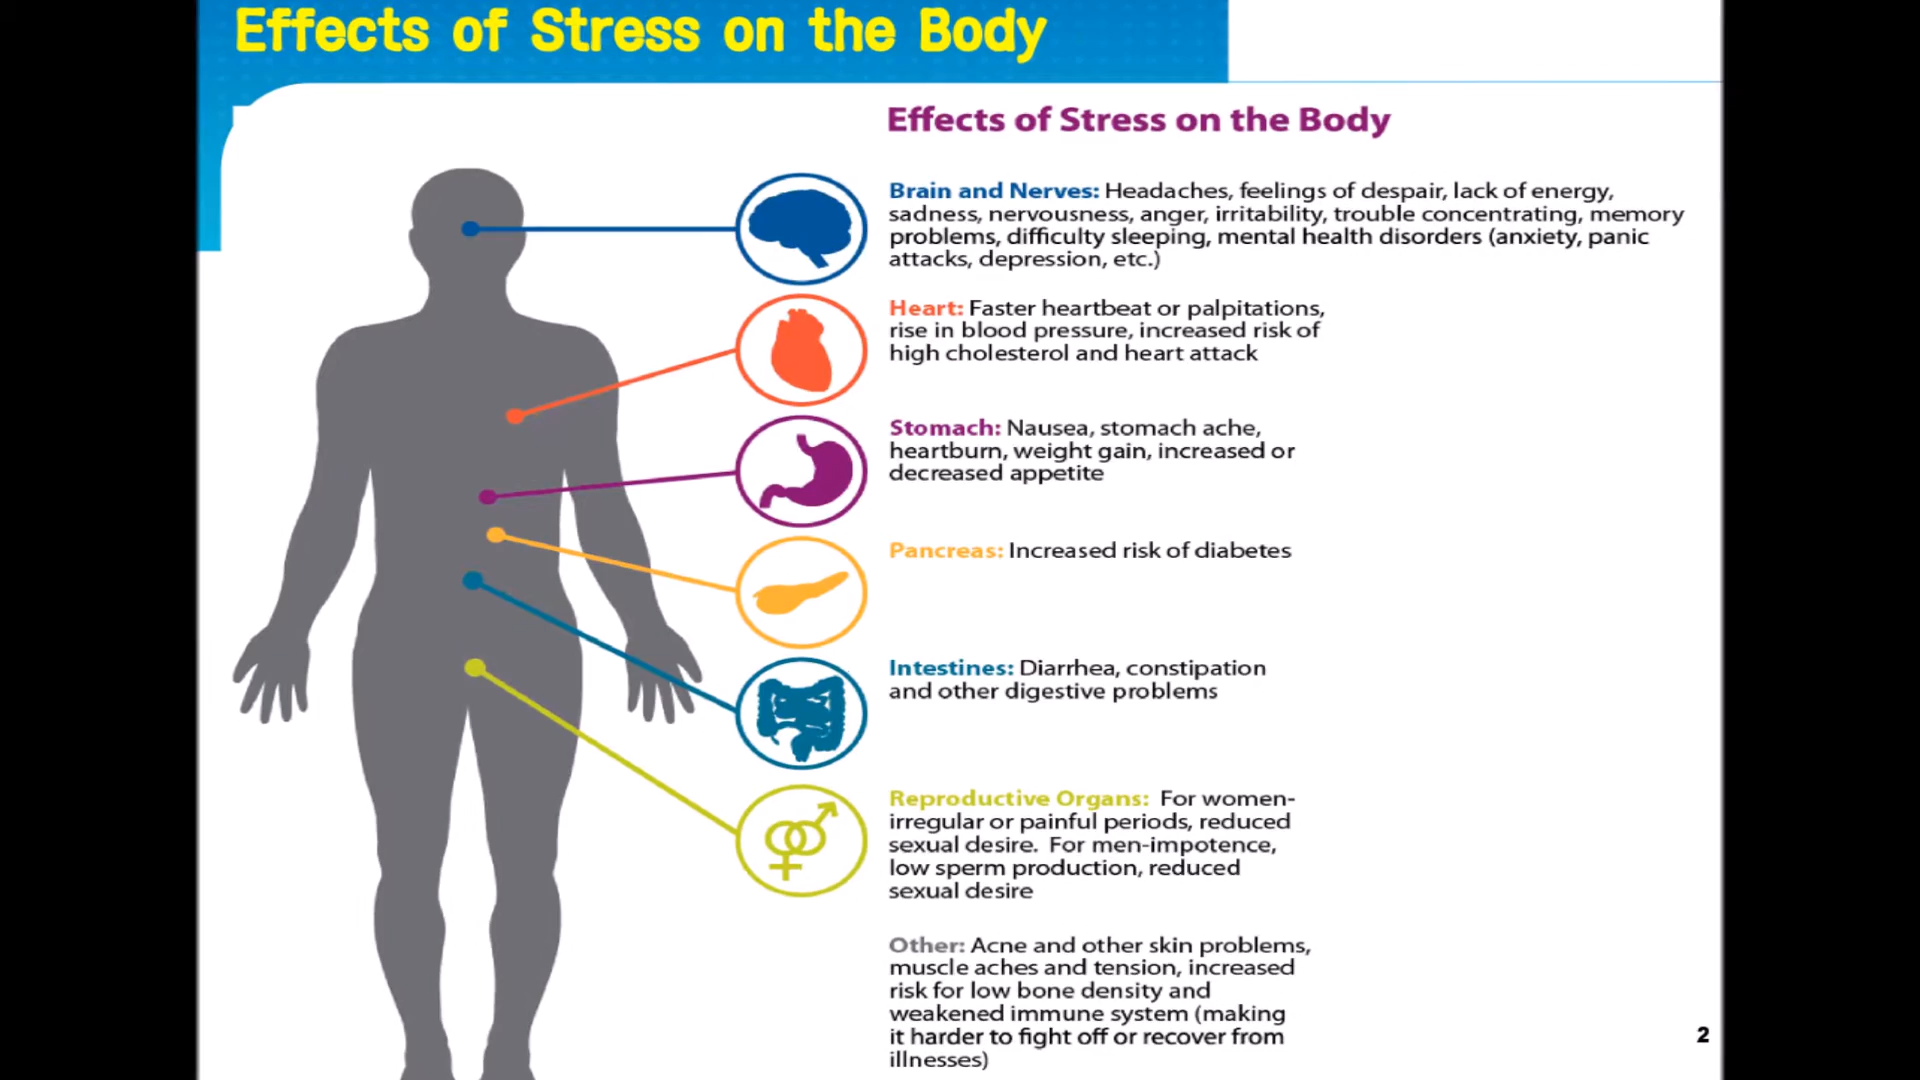 Effects of Stress on the Body
Effects of Stress on the Body
Brain and Nerves: Headaches, feelings of despair, lack of energy,
sadness, nervousness, anger, irritability, trouble concentrating, memory
problems, difficulty sleeping, mental health disorders (anxiety, panic
attacks, depression, etc.)
Heart: Faster heartbeat or palpitations,
rise in blood pressure, increased risk of
high cholesterol and heart attack
Stomach: Nausea, stomach ache,
heartburn, weight gain, increased or
decreased appetite
Pancreas: Increased risk of diabetes
Intestines: Diarrhea, constipation
and other digestive problems
Reproductive Organs: For women-
irregular or painful periods, reduced
sexual desire. For men-impotence,
low sperm production, reduced
sexual desire
Other: Acne and other skin problems,
muscle aches and tension, increased
risk for low bone density and
weakened immune system (making
it harder to fight off or recover from
illnesses)
2